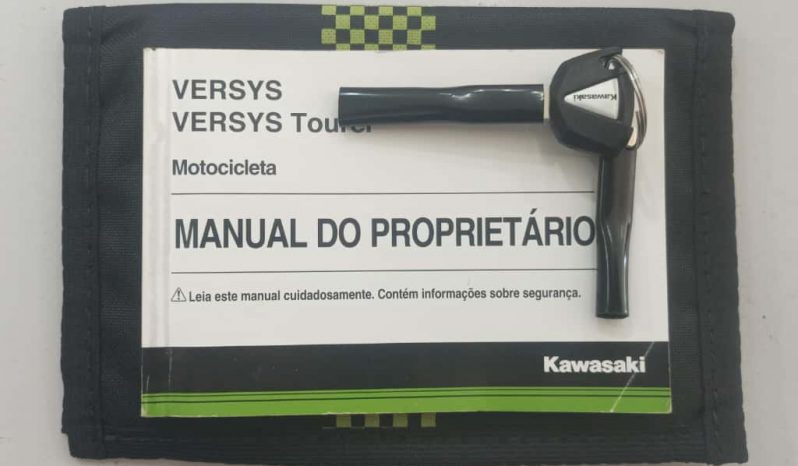 VERSYS
VERSYS Tourer
Motocicleta
MANUAL DO PROPRIETÁRIO
⚠ Leia este manual cuidadosamente. Contém informações sobre segurança.
Kawasaki
Kawasaki